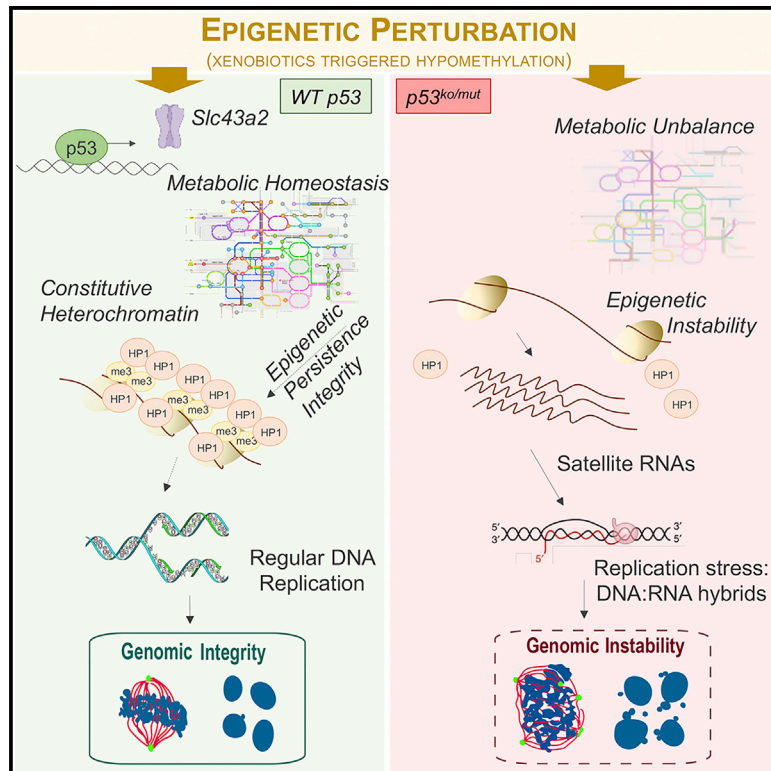 EPIGENETIC PERTURBATION
(XENOBIOTICS TRIGGERED HYPOMETHYLATION)
WT p53
Slc43a2
p53
Metabolic Homeostasis
Constitutive
Heterochromatin
Epigenetic
Persistence
Integrity
HP1
HP1
me3
me3
HP1
HP1
HP1
me3
me3
HP1
HP1
me3
me3
HP1
HP1
Regular DNA
Replication
Genomic Integrity
p53ko/mut
Metabolic Unbalance
Epigenetic
Instability
HP1
HP1
HP1
Satellite RNAs
5′
3′
3′
5′
5′
Replication stress:
DNA:RNA hybrids
Genomic Instability